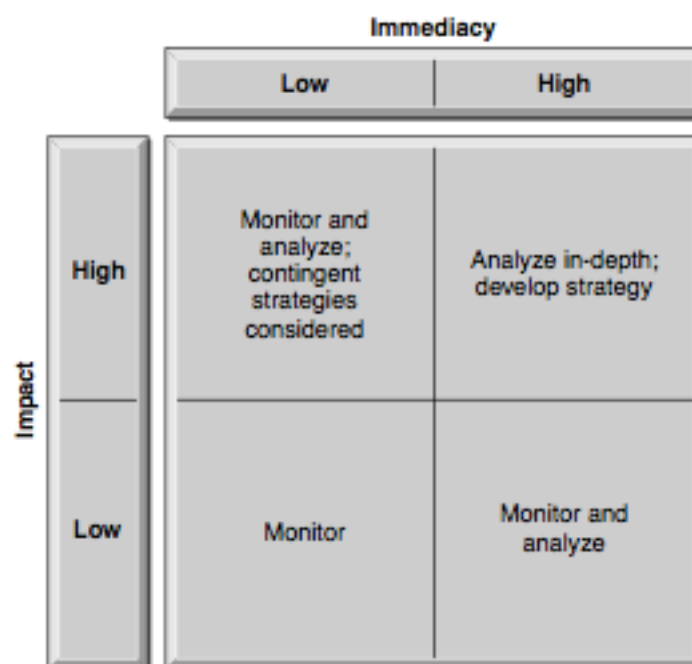 Immediacy
Low
High
Impact
High
Monitor and
analyze;
contingent
strategies
considered
Analyze in-depth;
develop strategy
Low
Monitor
Monitor and
analyze